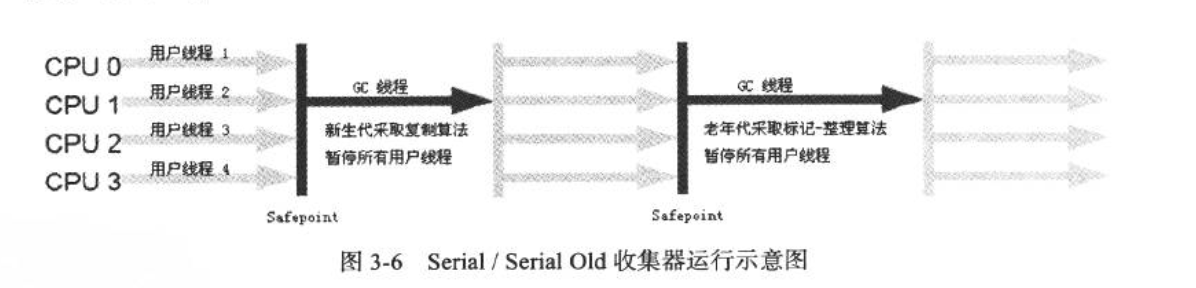 CPU 0 用户线程 1
CPU 1 用户线程 2
CPU 2 用户线程 3
CPU 3 用户线程 4
GC 线程
新生代采取复制算法
暂停所有用户线程
GC 线程
老年代采取标记-整理算法
暂停所有用户线程
Safepoint
Safepoint
图 3-6 Serial / Serial Old 收集器运行示意图